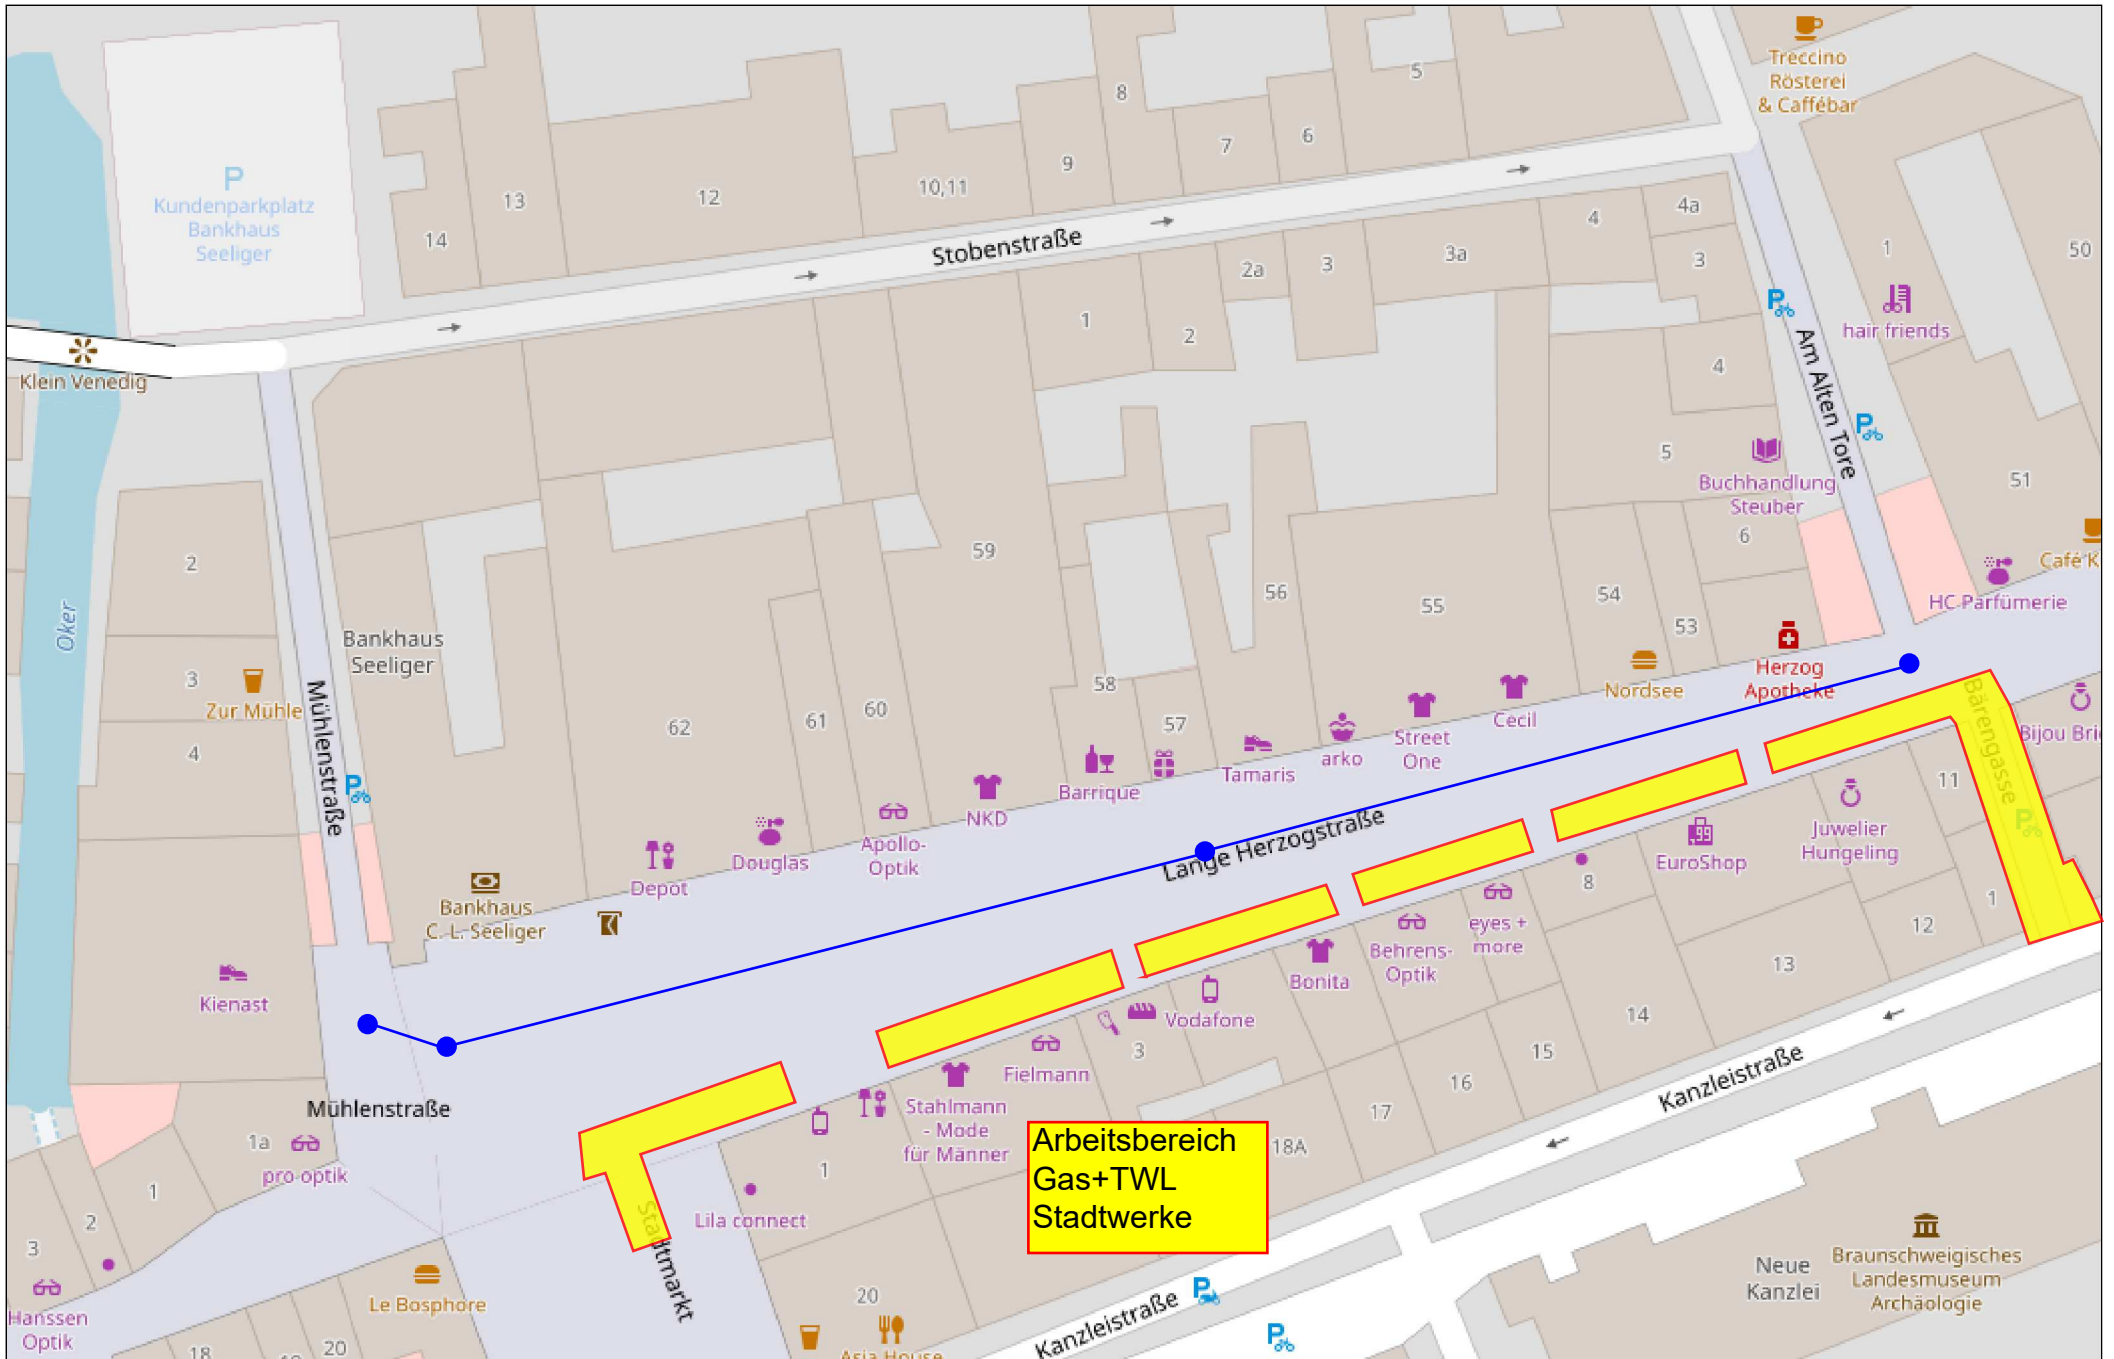 Treccino
Rösterei
& Caffébar
5
8
7
6
9
10,11
12
13
14
P
Kundenparkplatz
Bankhaus
Seeliger
Stobenstraße
4a
4
3
3a
3
2a
1
2
1
50
hair friends
Am Alten Tore
Klein Venedig
4
5
Buchhandlung
Steuber
51
6
Café K
HC Parfümerie
59
56
55
54
53
2
Oker
Bankhaus
Seeliger
3
Zur Mühle
4
Mühlenstraße
58
57
62
61
60
Herzog
Apotheke
Nordsee
Cecil
Street
One
arko
Tamaris
Barrique
NKD
Apollo-
Optik
Douglas
Depot
Bankhaus
C. L. Seeliger
Lange Herzogstraße
Bärengasse
Bijou Bri
11
Juwelier
Hungeling
EuroShop
8
1
12
13
eyes +
more
Behrens-
Optik
Bonita
Vodafone
3
Fielmann
Stahlmann
- Mode
für Männer
14
15
16
17
18A
Kienast
Mühlenstraße
1a
pro optik
1
2
3
Hanssen
Optik
Le Bosphore
18
20
Stadtmarkt
Lila connect
1
20
Asia House
Arbeitsbereich
Gas+TWL
Stadtwerke
Kanzleistraße
Kanzleistraße
Neue
Kanzlei
Braunschweigisches
Landesmuseum
Archäologie